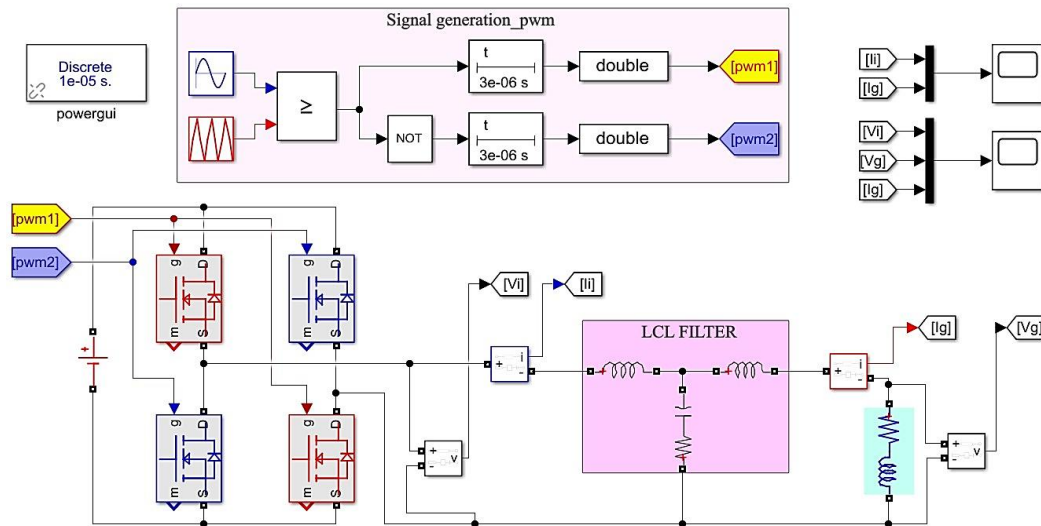 Signal generation_pwm
Discrete
1e-05 s.
powergui
≥
NOT
t
3e-06 s
double
[pwm1]
t
3e-06 s
double
[pwm2]
[Ii]
[Ig]
[Vi]
[Vg]
[Ig]
[pwm1]
[pwm2]
g
D
m
S
g
D
m
S
g
D
m
S
g
D
m
S
+
[Vi]
[Ii]
+
i
-
+
-
v
LCL FILTER
+
+
+
+
i
-
[Ig]
[Vg]
+
+
-
v